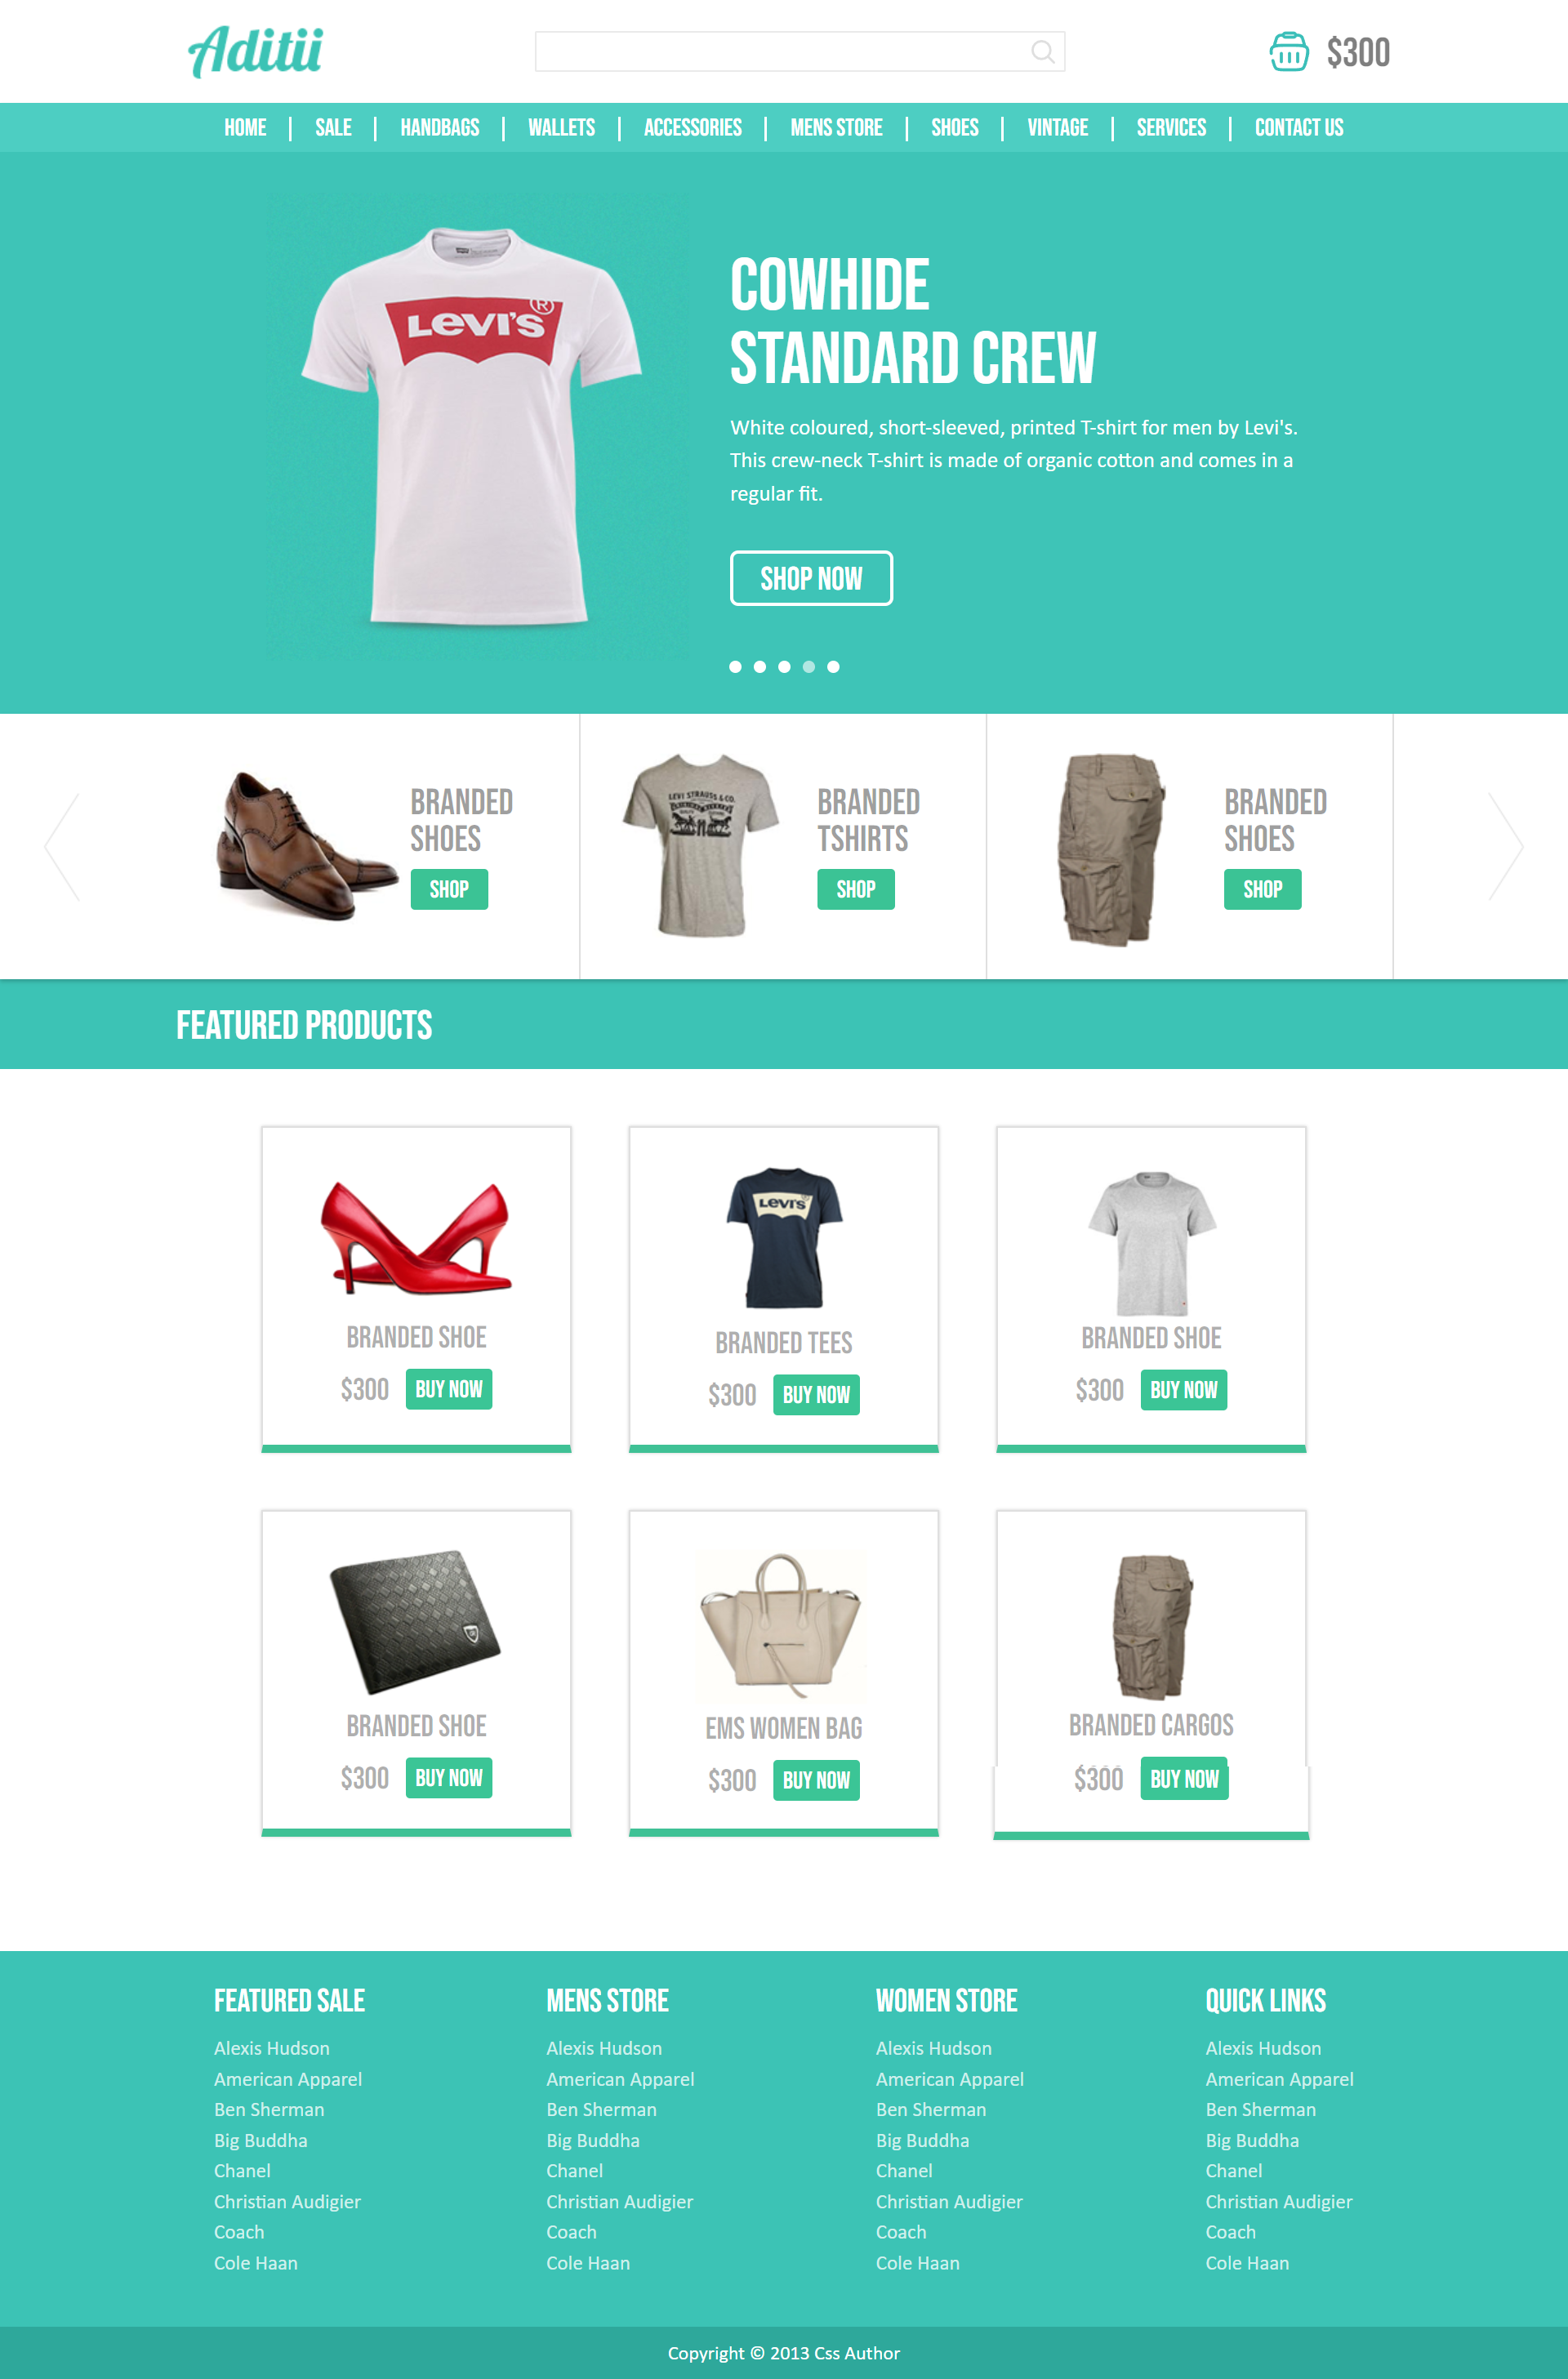 Aditii
$300
HOME SALE HANDBAGS WALLETS ACCESSORIES MENS STORE SHOES VINTAGE SERVICES CONTACT US
LEVI'S ®
COWHIDE
STANDARD CREW
White coloured, short-sleeved, printed T-shirt for men by Levi's.
This crew-neck T-shirt is made of organic cotton and comes in a
regular fit.
SHOP NOW
BRANDED
SHOES
SHOP
LEVI STRAUSS & CO.
BRANDED
TSHIRTS
SHOP
BRANDED
SHOES
SHOP
FEATURED PRODUCTS
BRANDED SHOE
$300 BUY NOW
LEVI'S ®
BRANDED TEES
$300 BUY NOW
BRANDED SHOE
$300 BUY NOW
BRANDED SHOE
$300 BUY NOW
EMS WOMEN BAG
$300 BUY NOW
BRANDED CARGOS
$300 BUY NOW
FEATURED SALE
Alexis Hudson
American Apparel
Ben Sherman
Big Buddha
Chanel
Christian Audigier
Coach
Cole Haan
MENS STORE
Alexis Hudson
American Apparel
Ben Sherman
Big Buddha
Chanel
Christian Audigier
Coach
Cole Haan
WOMEN STORE
Alexis Hudson
American Apparel
Ben Sherman
Big Buddha
Chanel
Christian Audigier
Coach
Cole Haan
QUICK LINKS
Alexis Hudson
American Apparel
Ben Sherman
Big Buddha
Chanel
Christian Audigier
Coach
Cole Haan
Copyright © 2013 Css Author